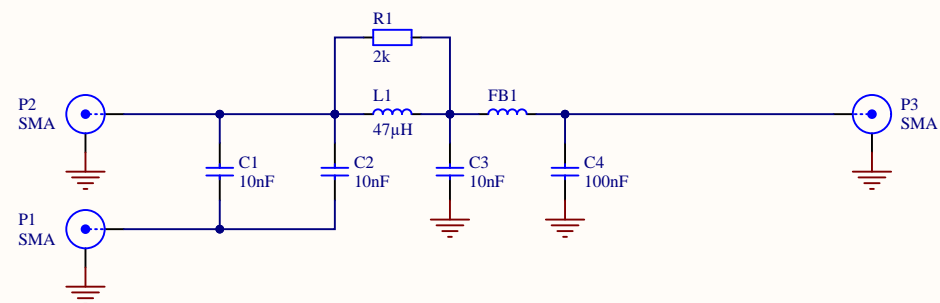 R1
2k
P2
SMA
L1
47µH
FB1
P3
SMA
C1
10nF
C2
10nF
C3
10nF
C4
100nF
P1
SMA